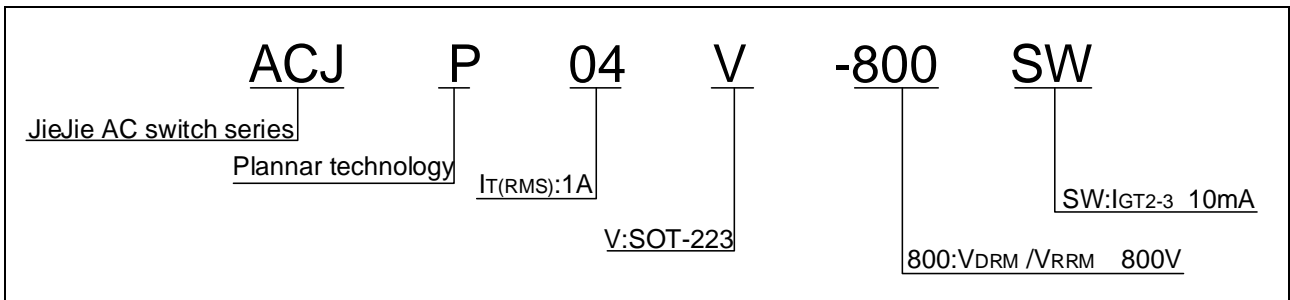 ACJ P 04 V -800 SW
JieJie AC switch series
Plannar technology
IT(RMS):1A
SW:IGT2-3 10mA
V:SOT-223
800:VDRM /VRRM 800V